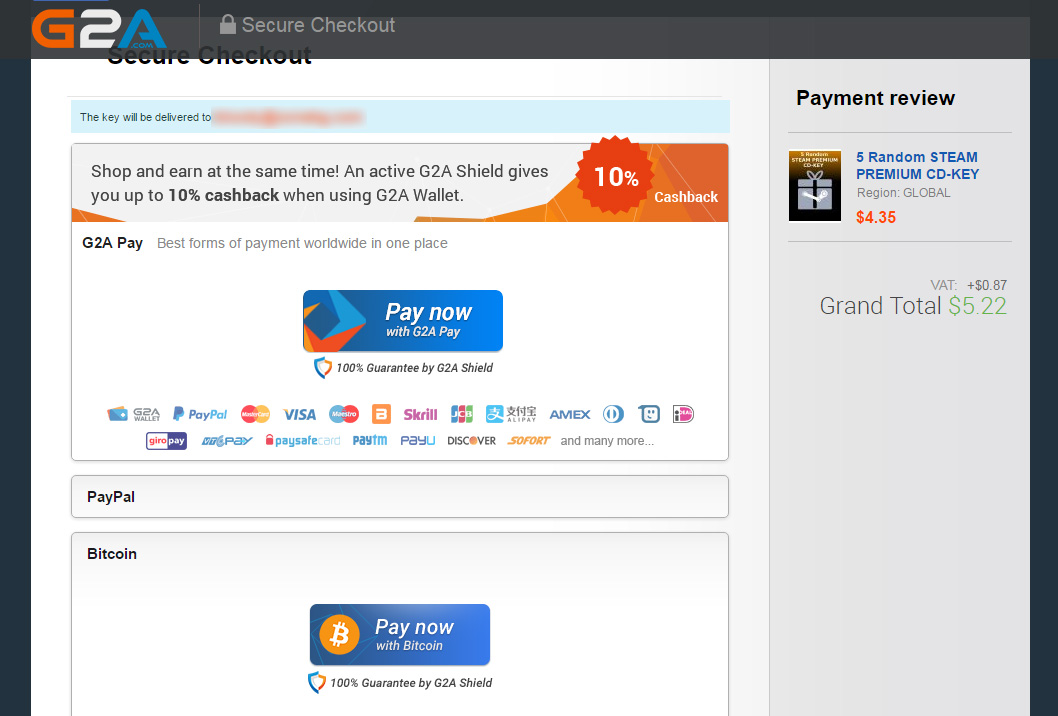 G2A
.COM
Secure Checkout
Secure Checkout
The key will be delivered to
Shop and earn at the same time! An active G2A Shield gives
you up to 10% cashback when using G2A Wallet.
10%
Cashback
G2A Pay Best forms of payment worldwide in one place
Pay now
with G2A Pay
100% Guarantee by G2A Shield
G2A WALLET PayPal MasterCard VISA Maestro Skrill JCB 支付宝 ALIPAY AMEX iDEAL
giropay paysafecard paytm PAYU DISCOVER SOFORT and many more...
PayPal
Bitcoin
Pay now
with Bitcoin
100% Guarantee by G2A Shield
Payment review
5 Random
STEAM PREMIUM
CD-KEY
5 Random STEAM
PREMIUM CD-KEY
Region: GLOBAL
$4.35
VAT: +$0.87
Grand Total $5.22